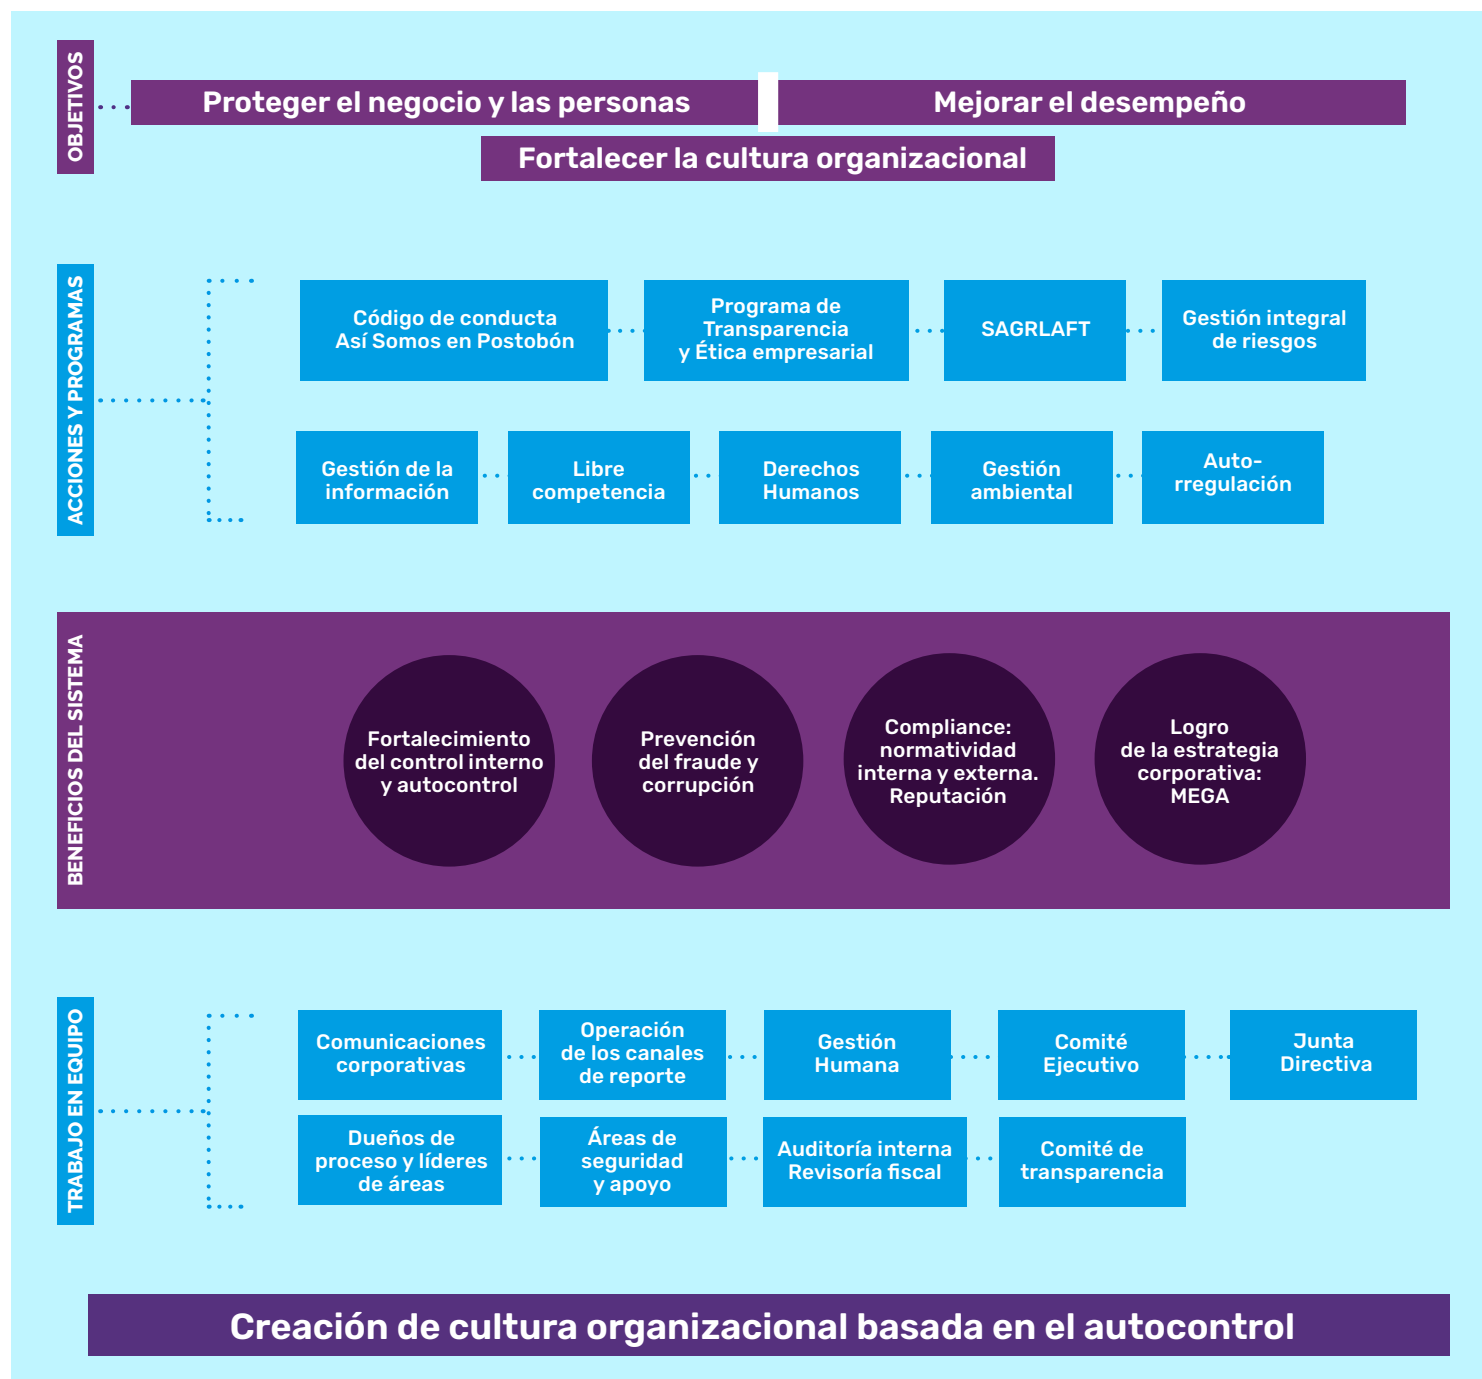 OBJETIVOS
Proteger el negocio y las personas
Mejorar el desempeño
Fortalecer la cultura organizacional
ACCIONES Y PROGRAMAS
Código de conducta
Así Somos en Postobón
Programa de
Transparencia
y Ética empresarial
SAGRLAFT
Gestión integral
de riesgos
Gestión de la
información
Libre
competencia
Derechos
Humanos
Gestión
ambiental
Auto-
rregulación
BENEFICIOS DEL SISTEMA
Fortalecimiento
del control interno
y autocontrol
Prevención
del fraude y
corrupción
Compliance:
normatividad
interna y externa.
Reputación
Logro
de la estrategia
corporativa:
MEGA
TRABAJO EN EQUIPO
Comunicaciones
corporativas
Operación
de los canales
de reporte
Gestión
Humana
Comité
Ejecutivo
Junta
Directiva
Dueños de
proceso y líderes
de áreas
Áreas de
seguridad
y apoyo
Auditoría interna
Revisoría fiscal
Comité de
transparencia
Creación de cultura organizacional basada en el autocontrol